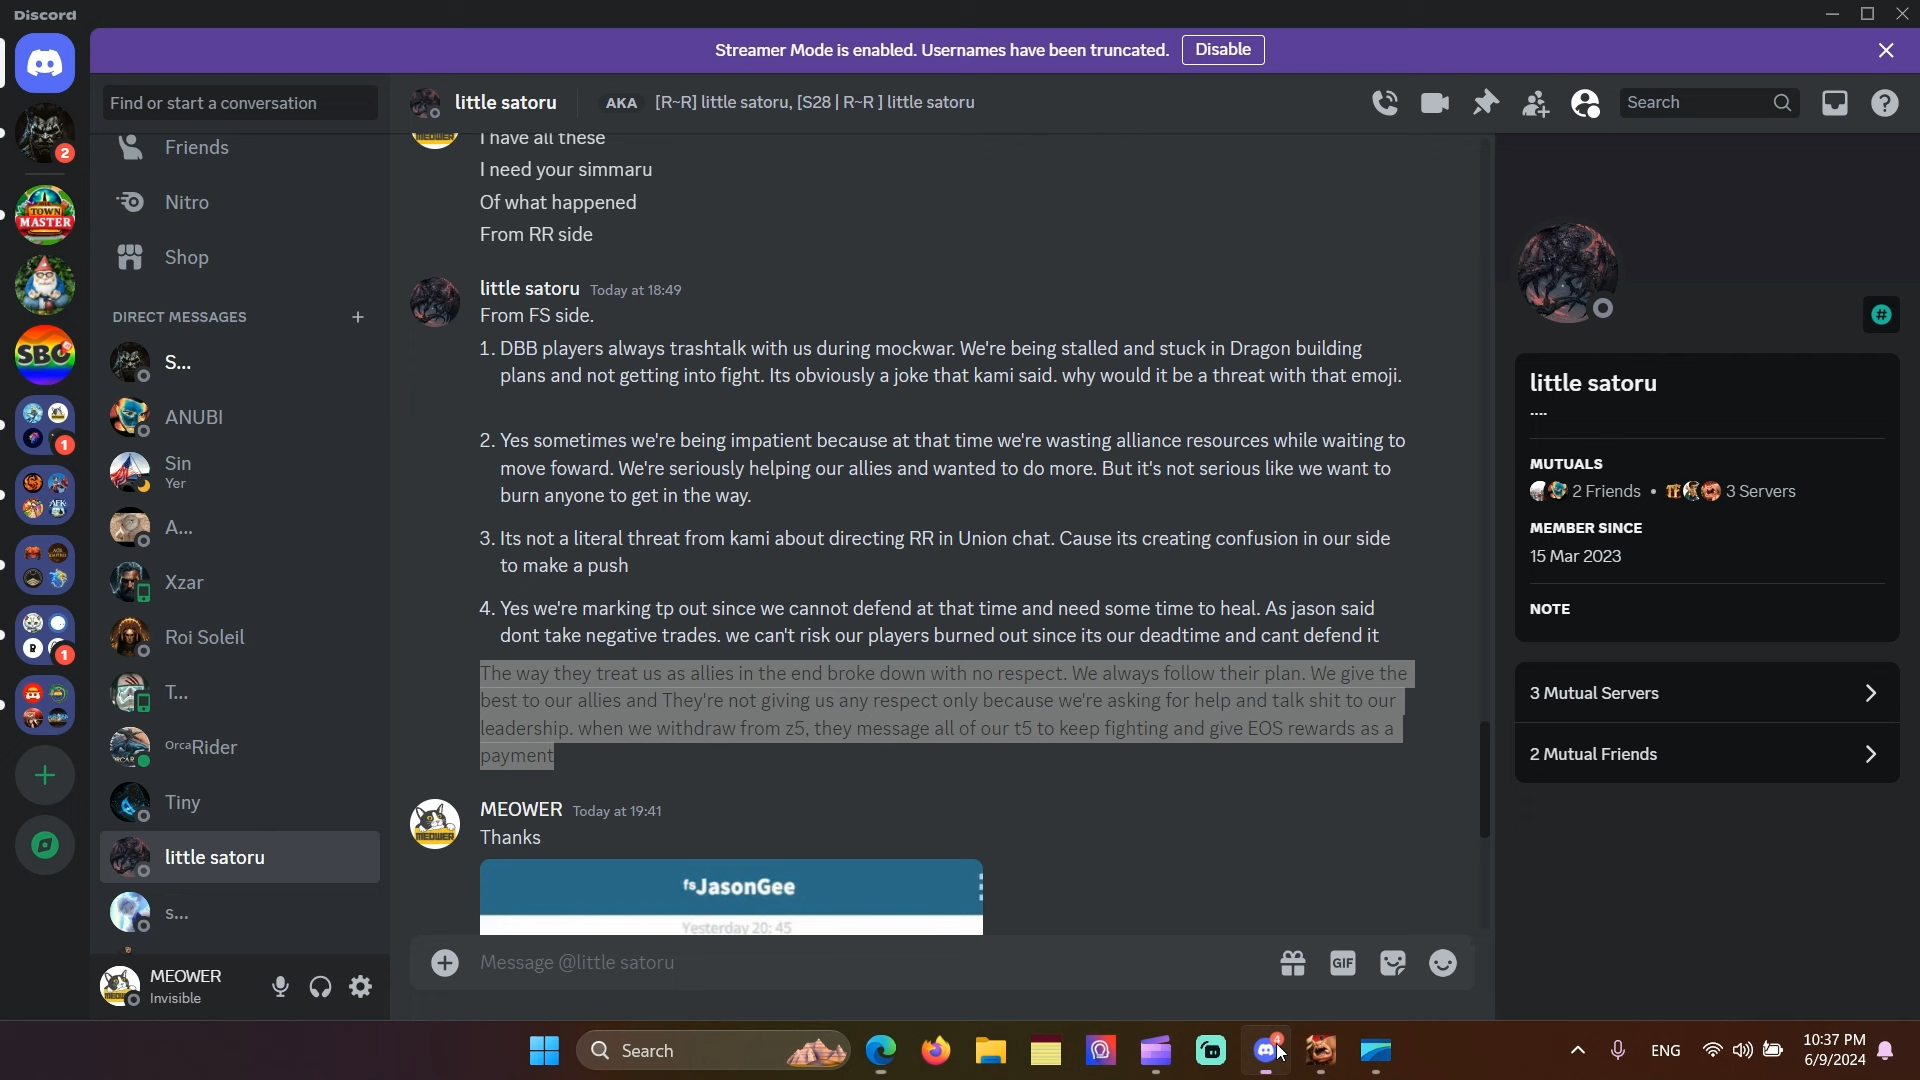 Discord
Streamer Mode is enabled. Usernames have been truncated. Disable
Find or start a conversation
little satoru AKA [R~R] little satoru, [S28 | R~R ] little satoru
Search
2
TOWN
MASTER
SBC
1
AFK
1
Friends
Nitro
Shop
DIRECT MESSAGES
S...
ANUBI
Sin
Yer
A...
Xzar
Roi Soleil
T...
OrcaRider
Tiny
little satoru
s...
MEOWER
Invisible
I have all these
I need your simmaru
Of what happened
From RR side
little satoru Today at 18:49
From FS side.
1. DBB players always trashtalk with us during mockwar. We're being stalled and stuck in Dragon building
plans and not getting into fight. Its obviously a joke that kami said. why would it be a threat with that emoji.
2. Yes sometimes we're being impatient because at that time we're wasting alliance resources while waiting to
move foward. We're seriously helping our allies and wanted to do more. But it's not serious like we want to
burn anyone to get in the way.
3. Its not a literal threat from kami about directing RR in Union chat. Cause its creating confusion in our side
to make a push
4. Yes we're marking tp out since we cannot defend at that time and need some time to heal. As jason said
dont take negative trades. we can't risk our players burned out since its our deadtime and cant defend it
The way they treat us as allies in the end broke down with no respect. We always follow their plan. We give the
best to our allies and They're not giving us any respect only because we're asking for help and talk shit to our
leadership. when we withdraw from z5, they message all of our t5 to keep fighting and give EOS rewards as a
payment
MEOWER Today at 19:41
Thanks
fsJasonGee
Yesterday 20: 45
Message @little satoru
GIF
little satoru
....
MUTUALS
2 Friends • 3 Servers
MEMBER SINCE
15 Mar 2023
NOTE
3 Mutual Servers
2 Mutual Friends
Search
4
ENG
10:37 PM
6/9/2024